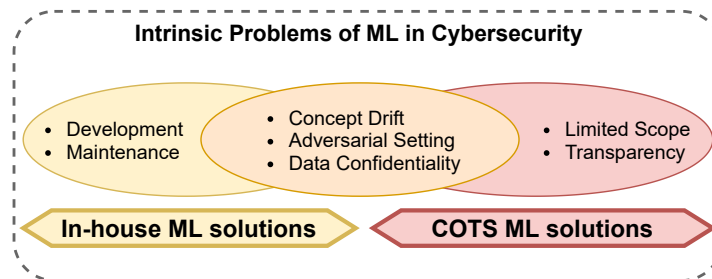 Intrinsic Problems of ML in Cybersecurity
• Development
• Maintenance
• Concept Drift
• Adversarial Setting
• Data Confidentiality
• Limited Scope
• Transparency
In-house ML solutions
COTS ML solutions